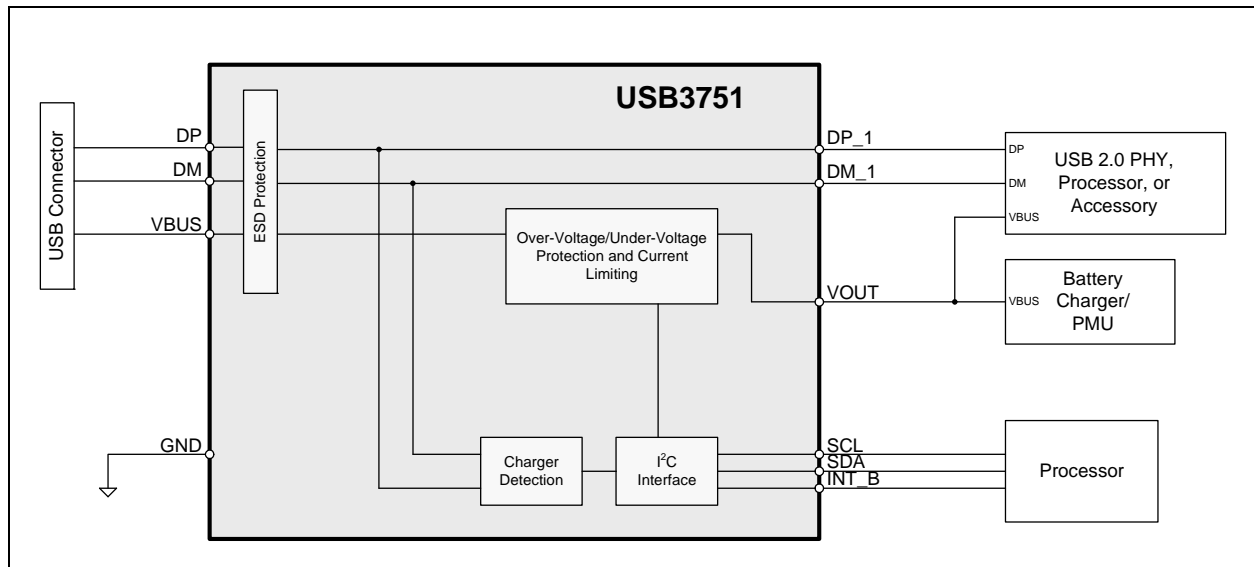 USB3751
USB Connector
DP
DM
VBUS
GND
ESD Protection
Over-Voltage/Under-Voltage
Protection and Current
Limiting
Charger
Detection
I²C
Interface
DP_1
DM_1
VOUT
SCL
SDA
INT_B
DP
DM
VBUS
USB 2.0 PHY,
Processor, or
Accessory
VBUS
Battery
Charger/
PMU
Processor